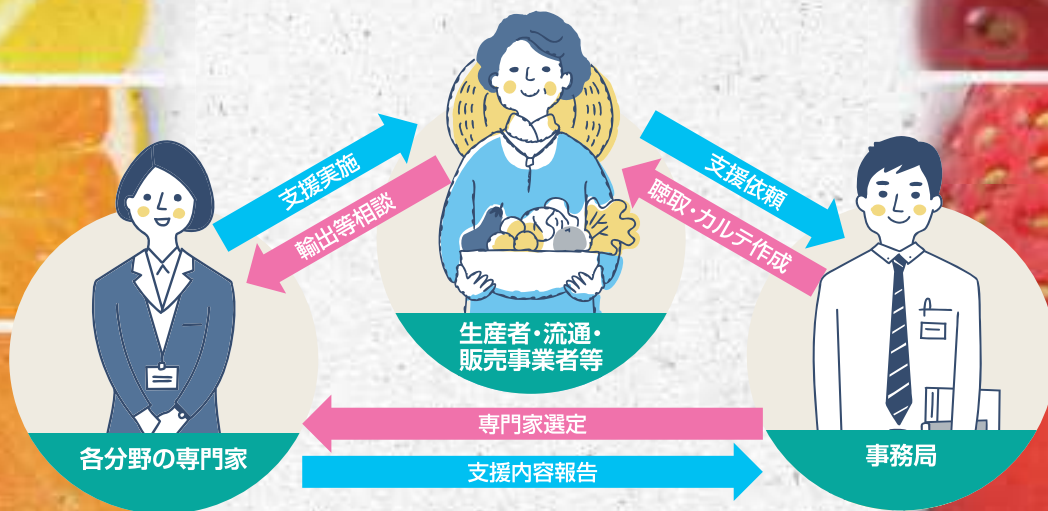 支援実施
輸出等相談
支援依頼
聴取・カルテ作成
生産者・流通・
販売事業者等
専門家選定
支援内容報告
各分野の専門家
事務局